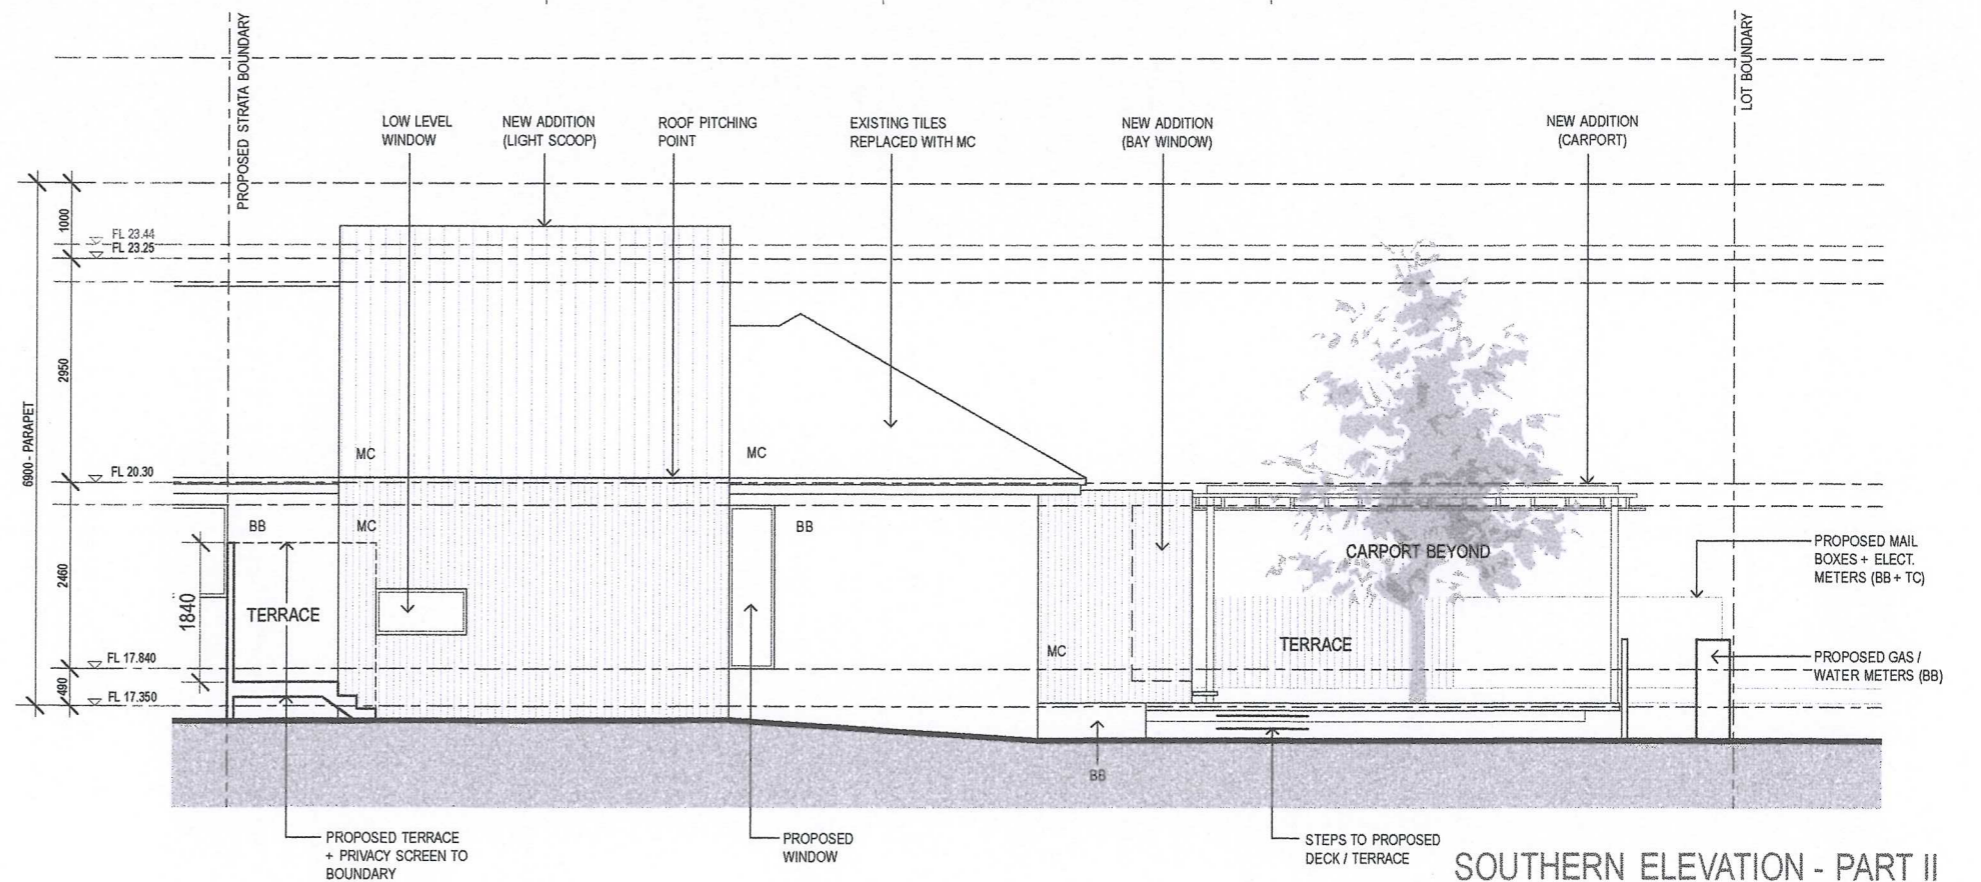 PROPOSED STRATA BOUNDARY
LOT BOUNDARY
LOW LEVEL
WINDOW
NEW ADDITION
(LIGHT SCOOP)
ROOF PITCHING
POINT
EXISTING TILES
REPLACED WITH MC
NEW ADDITION
(BAY WINDOW)
NEW ADDITION
(CARPORT)
1000
FL 23.44
FL 23.25
2950
6900 - PARAPET
MC
MC
FL 20.30
BB
MC
BB
CARPORT BEYOND
PROPOSED MAIL
BOXES + ELECT.
METERS (BB + TC)
2460
1840
TERRACE
TERRACE
MC
FL 17.840
PROPOSED GAS /
WATER METERS (BB)
490
FL 17.350
BB
PROPOSED TERRACE
+ PRIVACY SCREEN TO
BOUNDARY
PROPOSED
WINDOW
STEPS TO PROPOSED
DECK / TERRACE
SOUTHERN ELEVATION - PART II